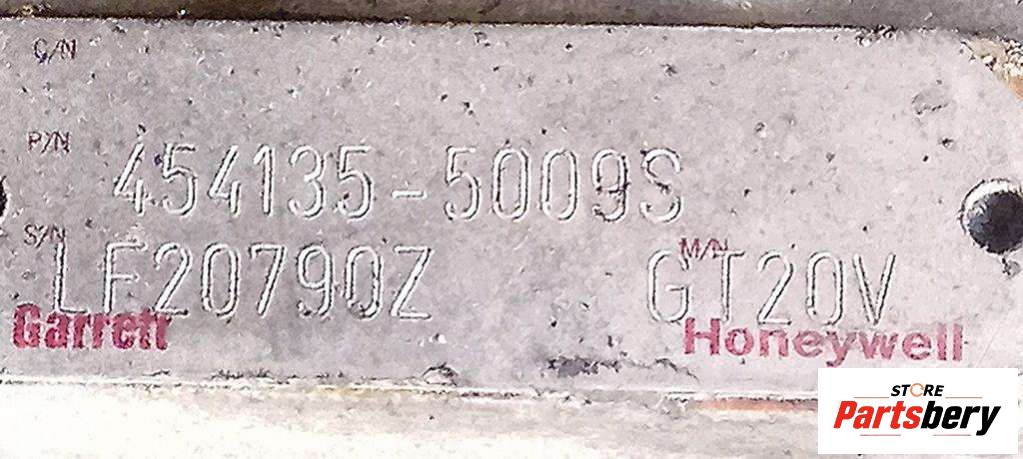 C/N
P/N
454135-5009S
S/N M/N
LF20790Z GT20V
Garrett Honeywell
STORE
Partsbery